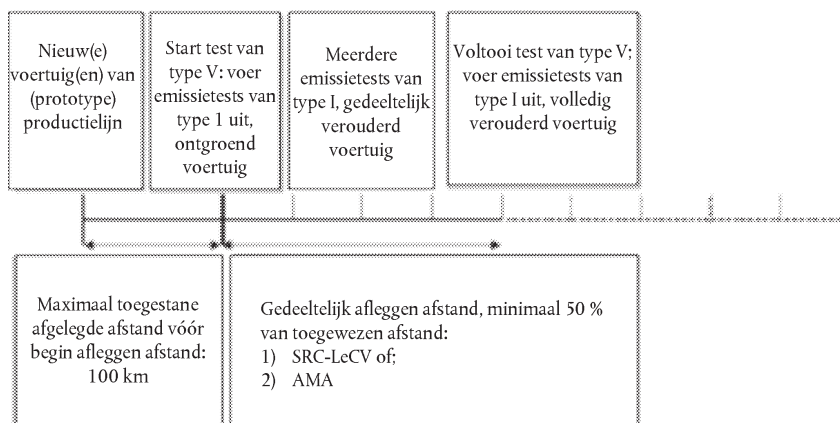 Nieuw(e)
voertuig(en) van
(prototype)
productielijn
Start test van
type V: voer
emissietests van
type 1 uit,
ontgroend
voertuig
Meerdere
emissietests van
type I, gedeeltelijk
verouderd
voertuig
Voltooi test van type V;
voer emissietests van
type I uit, volledig
verouderd voertuig
Maximaal toegestane
afgelegde afstand vóór
begin afleggen afstand:
100 km
Gedeeltelijk afleggen afstand, minimaal 50 %
van toegewezen afstand:
1) SRC-LeCV of;
2) AMA